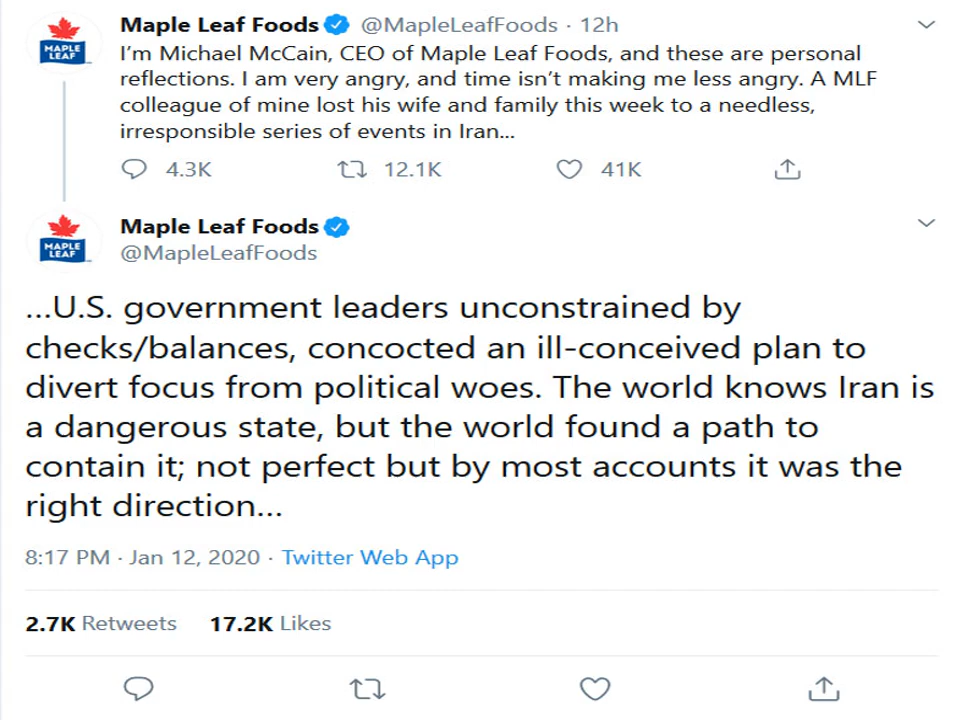 Maple Leaf Foods @MapleLeafFoods · 12h
MAPLE
LEAF
I’m Michael McCain, CEO of Maple Leaf Foods, and these are personal
reflections. I am very angry, and time isn’t making me less angry. A MLF
colleague of mine lost his wife and family this week to a needless,
irresponsible series of events in Iran...
4.3K 12.1K 41K
Maple Leaf Foods
MAPLE
LEAF
@MapleLeafFoods
...U.S. government leaders unconstrained by
checks/balances, concocted an ill-conceived plan to
divert focus from political woes. The world knows Iran is
a dangerous state, but the world found a path to
contain it; not perfect but by most accounts it was the
right direction...
8:17 PM · Jan 12, 2020 · Twitter Web App
2.7K Retweets 17.2K Likes